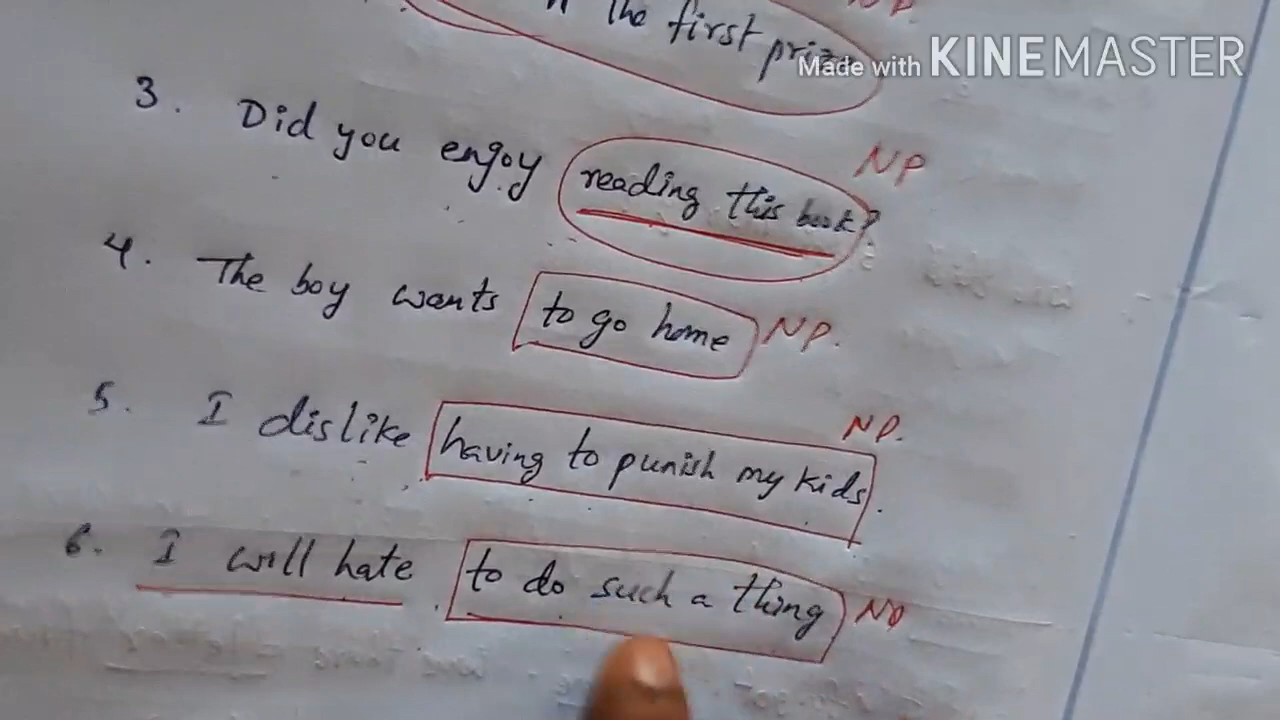 NP.
the first prize
Made with KINEMASTER
3. Did you enjoy reading this book? NP
4. The boy wants to go home NP.
5. I dislike having to punish my kids. NP.
6. I will hate to do such a thing NP